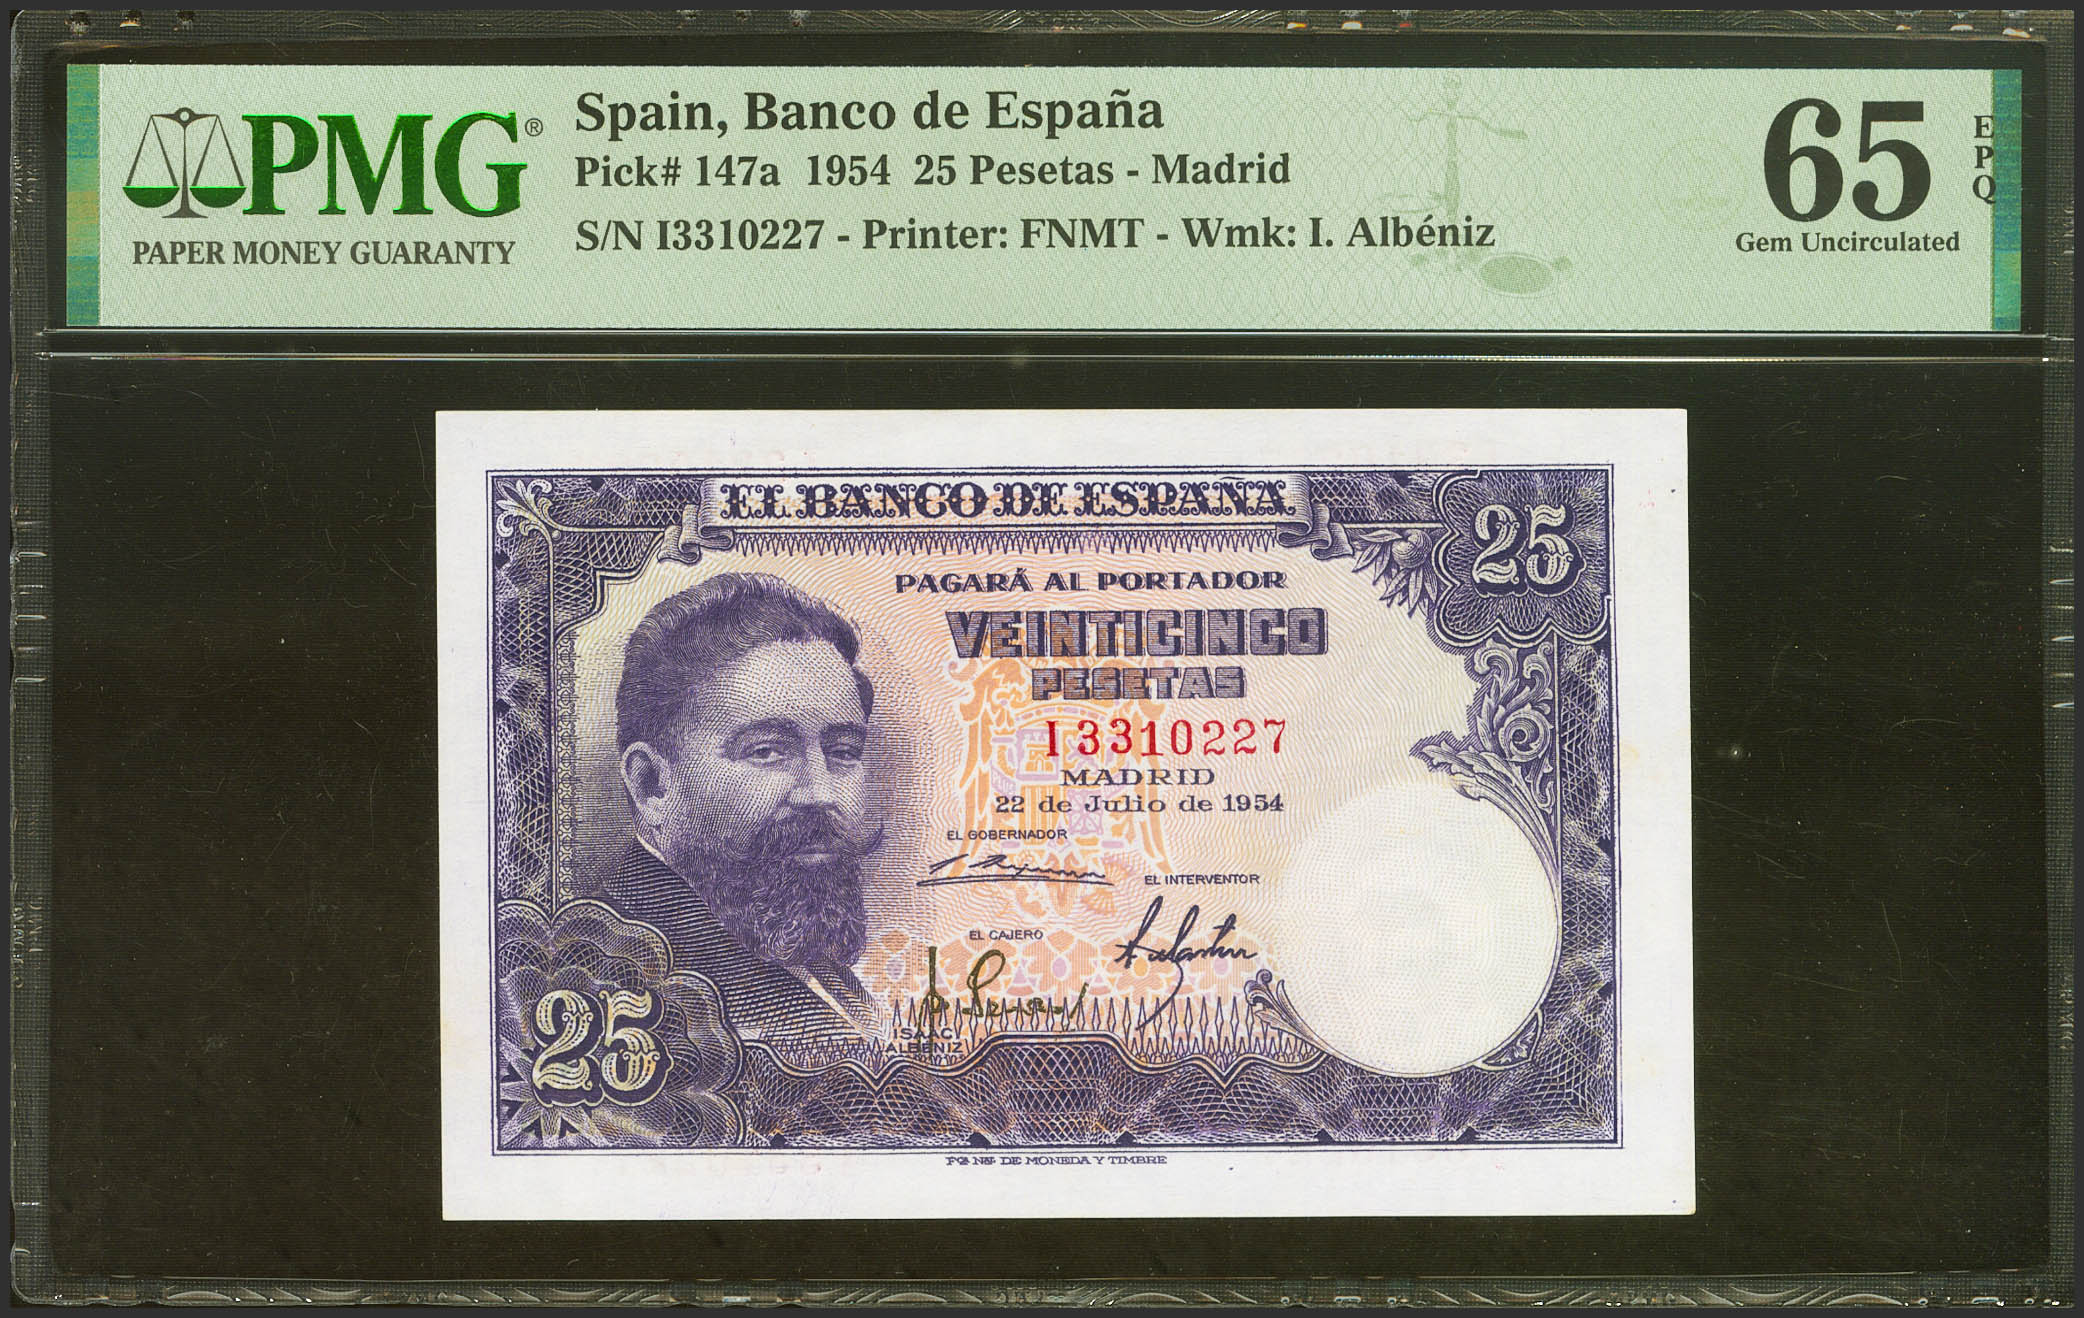 PMG®
PAPER MONEY GUARANTY
Spain, Banco de España
Pick# 147a 1954 25 Pesetas - Madrid
S/N I3310227 - Printer: FNMT - Wmk: I. Albéniz
65
EPQ
Gem Uncirculated
EL BANCO DE ESPAÑA
25
PAGARÁ AL PORTADOR
VEINTICINCO
PESETAS
I3310227
MADRID
22 de Julio de 1954
EL GOBERNADOR
EL INTERVENTOR
EL CAJERO
ISAAC
ALBÉNIZ
25
FCA NAL DE MONEDA Y TIMBRE